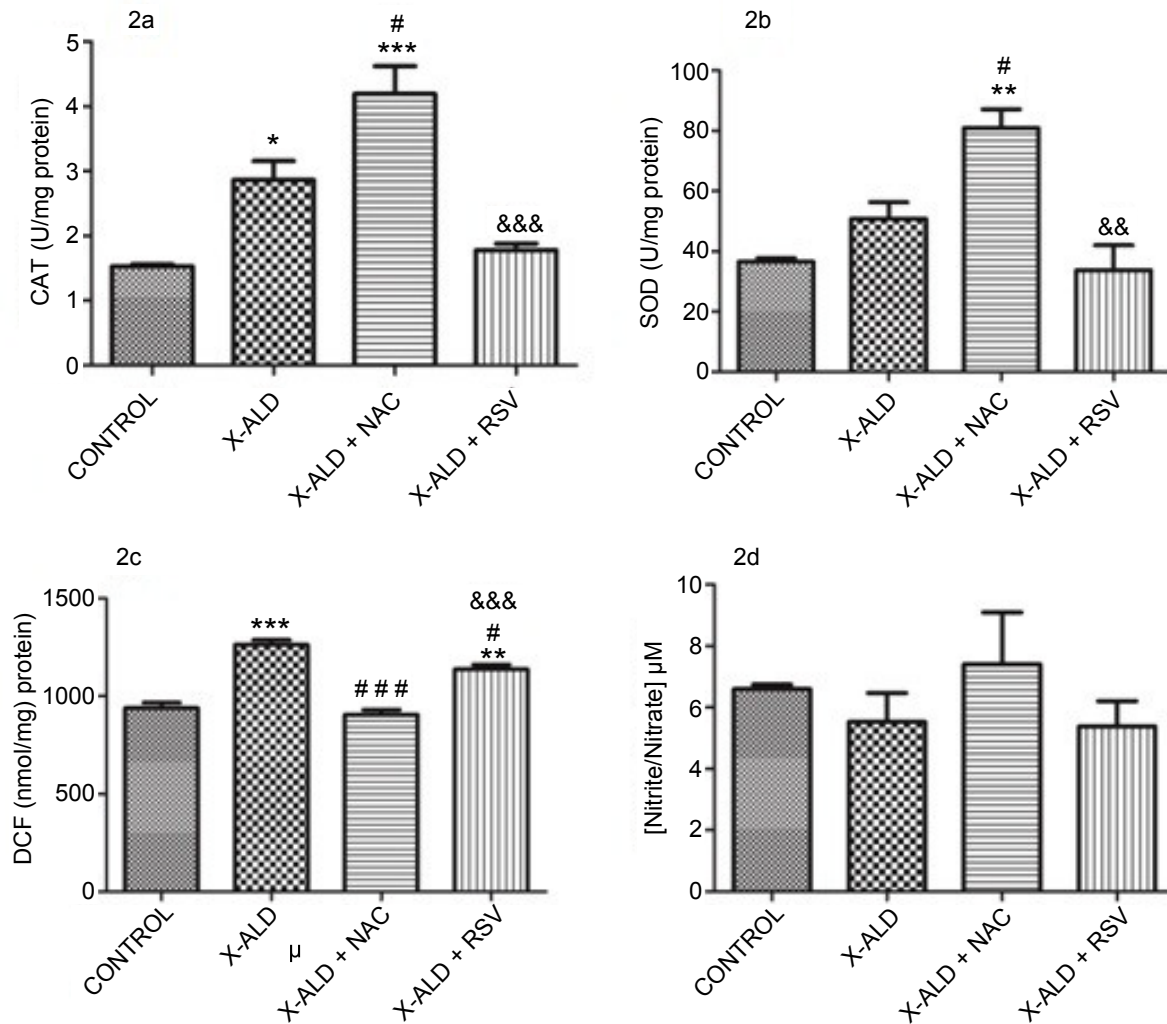 2a
CAT (U/mg protein)
5
4
3
2
1
0
*
#
***
&&&
CONTROL
X-ALD
X-ALD + NAC
X-ALD + RSV
2b
SOD (U/mg protein)
100
80
60
40
20
0
#
**
&&
CONTROL
X-ALD
X-ALD + NAC
X-ALD + RSV
2c
DCF (nmol/mg) protein)
1500
1000
500
0
***
# # #
&&&
#
**
CONTROL
X-ALD
μ
X-ALD + NAC
X-ALD + RSV
2d
[Nitrite/Nitrate] μM
10
8
6
4
2
0
CONTROL
X-ALD
X-ALD + NAC
X-ALD + RSV